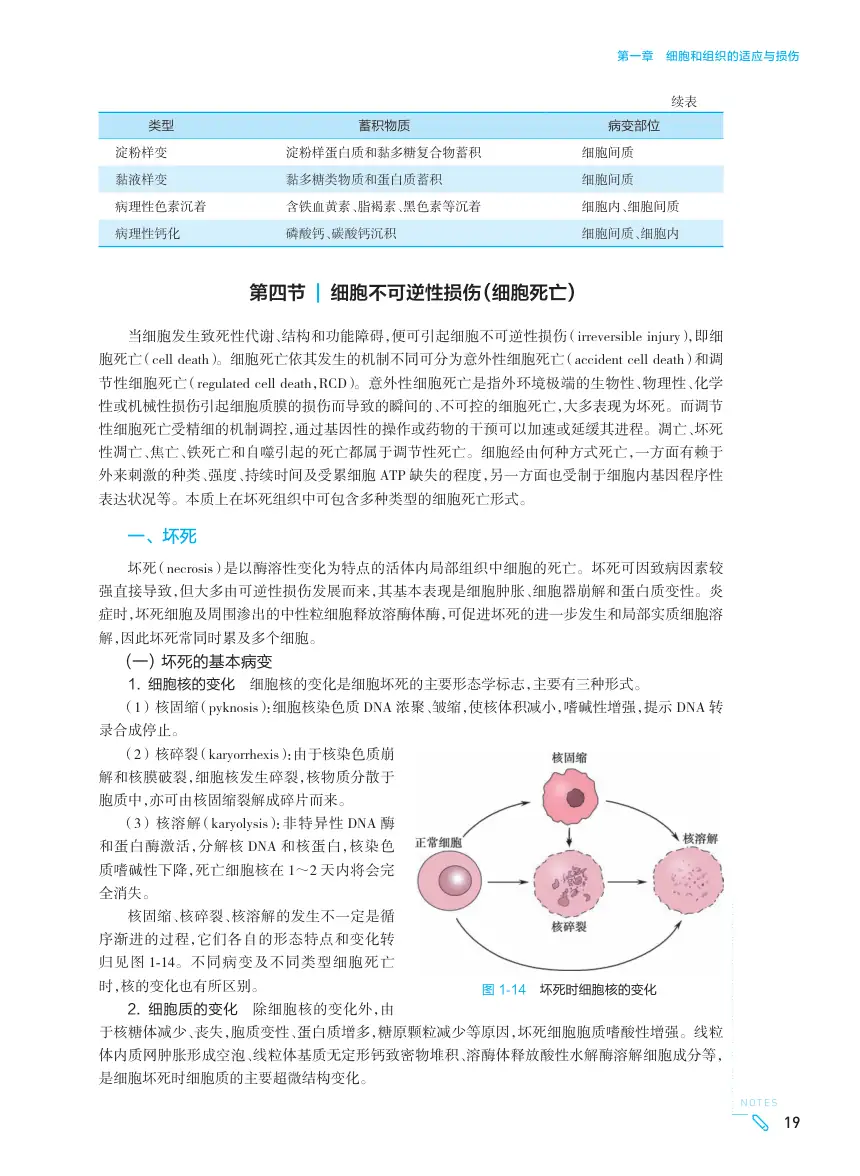 第一章　细胞和组织的适应与损伤
续表
类型　蓄积物质　病变部位
淀粉样变　淀粉样蛋白质和黏多糖复合物蓄积　细胞间质
黏液样变　黏多糖类物质和蛋白质蓄积　细胞间质
病理性色素沉着　含铁血黄素、脂褐素、黑色素等沉着　细胞内、细胞间质
病理性钙化　磷酸钙、碳酸钙沉积　细胞间质、细胞内
第四节｜细胞不可逆性损伤（细胞死亡）
当细胞发生致死性代谢、结构和功能障碍，便可引起细胞不可逆性损伤（irreversible injury），即细
胞死亡（cell death）。细胞死亡依其发生的机制不同可分为意外性细胞死亡（accident cell death）和调
节性细胞死亡（regulated cell death，RCD）。意外性细胞死亡是指外环境极端的生物性、物理性、化学
性或机械性损伤引起细胞质膜的损伤而导致的瞬间的、不可控的细胞死亡，大多表现为坏死。而调节
性细胞死亡受精细的机制调控，通过基因性的操作或药物的干预可以加速或延缓其进程。凋亡、坏死
性凋亡、焦亡、铁死亡和自噬引起的死亡都属于调节性死亡。细胞经由何种方式死亡，一方面有赖于
外来刺激的种类、强度、持续时间及受累细胞 ATP 缺失的程度，另一方面也受制于细胞内基因程序性
表达状况等。本质上在坏死组织中可包含多种类型的细胞死亡形式。
一、坏死
坏死（necrosis）是以酶溶性变化为特点的活体内局部组织中细胞的死亡。坏死可因致病因素较
强直接导致，但大多由可逆性损伤发展而来，其基本表现是细胞肿胀、细胞器崩解和蛋白质变性。炎
症时，坏死细胞及周围渗出的中性粒细胞释放溶酶体酶，可促进坏死的进一步发生和局部实质细胞溶
解，因此坏死常同时累及多个细胞。
（一）坏死的基本病变
1. 细胞核的变化　细胞核的变化是细胞坏死的主要形态学标志，主要有三种形式。
（1）核固缩（pyknosis）：细胞核染色质 DNA 浓聚、皱缩，使核体积减小，嗜碱性增强，提示 DNA 转
录合成停止。
（2）核碎裂（karyorrhexis）：由于核染色质崩
解和核膜破裂，细胞核发生碎裂，核物质分散于
胞质中，亦可由核固缩裂解成碎片而来。
（3）核溶解（karyolysis）：非特异性 DNA 酶
和蛋白酶激活，分解核 DNA 和核蛋白，核染色
质嗜碱性下降，死亡细胞核在 1～2 天内将会完
全消失。
核固缩、核碎裂、核溶解的发生不一定是循
序渐进的过程，它们各自的形态特点和变化转
归见图 1-14。不同病变及不同类型细胞死亡
时，核的变化也有所区别。
核固缩
正常细胞
核溶解
核碎裂
图 1-14　坏死时细胞核的变化
2. 细胞质的变化　除细胞核的变化外，由
于核糖体减少、丧失，胞质变性、蛋白质增多，糖原颗粒减少等原因，坏死细胞胞质嗜酸性增强。线粒
体内质网肿胀形成空泡、线粒体基质无定形钙致密物堆积、溶酶体释放酸性水解酶溶解细胞成分等，
是细胞坏死时细胞质的主要超微结构变化。
NOTES
19